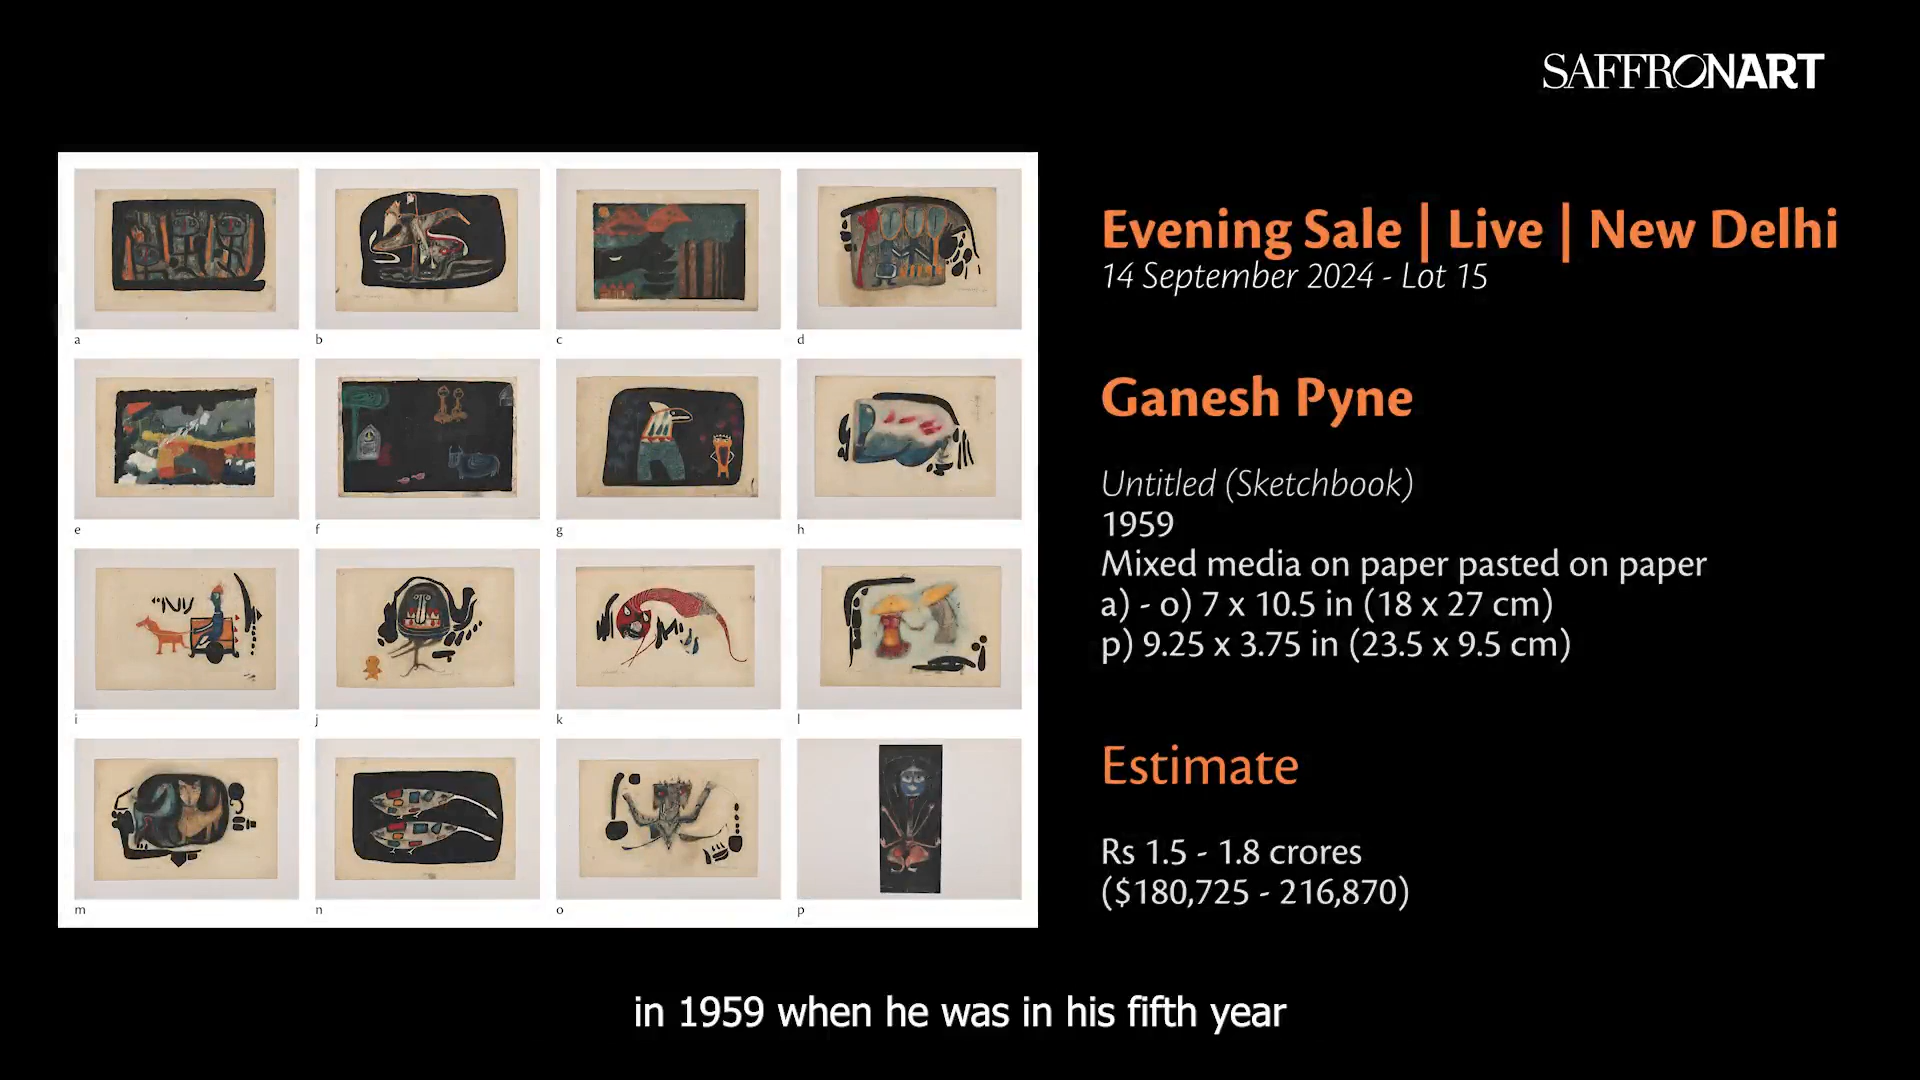 SAFFRONART
Evening Sale | Live | New Delhi
14 September 2024 - Lot 15
Ganesh Pyne
Untitled (Sketchbook)
1959
Mixed media on paper pasted on paper
a) - o) 7 x 10.5 in (18 x 27 cm)
p) 9.25 x 3.75 in (23.5 x 9.5 cm)
Estimate
Rs 1.5 - 1.8 crores
($180,725 - 216,870)
a b c d
e f g h
i j k l
m n o p
in 1959 when he was in his fifth year